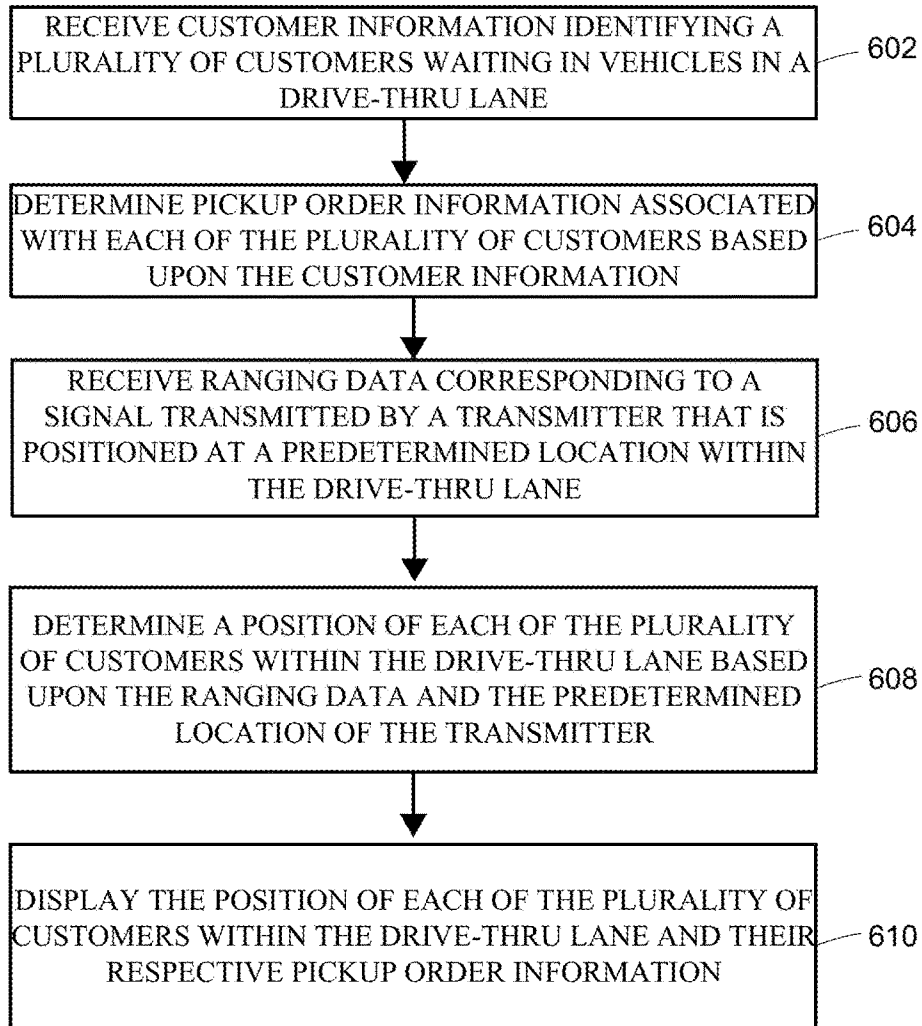 RECEIVE CUSTOMER INFORMATION IDENTIFYING A
PLURALITY OF CUSTOMERS WAITING IN VEHICLES IN A
DRIVE-THRU LANE
602
DETERMINE PICKUP ORDER INFORMATION ASSOCIATED
WITH EACH OF THE PLURALITY OF CUSTOMERS BASED
UPON THE CUSTOMER INFORMATION
604
RECEIVE RANGING DATA CORRESPONDING TO A
SIGNAL TRANSMITTED BY A TRANSMITTER THAT IS
POSITIONED AT A PREDETERMINED LOCATION WITHIN
THE DRIVE-THRU LANE
606
DETERMINE A POSITION OF EACH OF THE PLURALITY
OF CUSTOMERS WITHIN THE DRIVE-THRU LANE BASED
UPON THE RANGING DATA AND THE PREDETERMINED
LOCATION OF THE TRANSMITTER
608
DISPLAY THE POSITION OF EACH OF THE PLURALITY OF
CUSTOMERS WITHIN THE DRIVE-THRU LANE AND THEIR
RESPECTIVE PICKUP ORDER INFORMATION
610